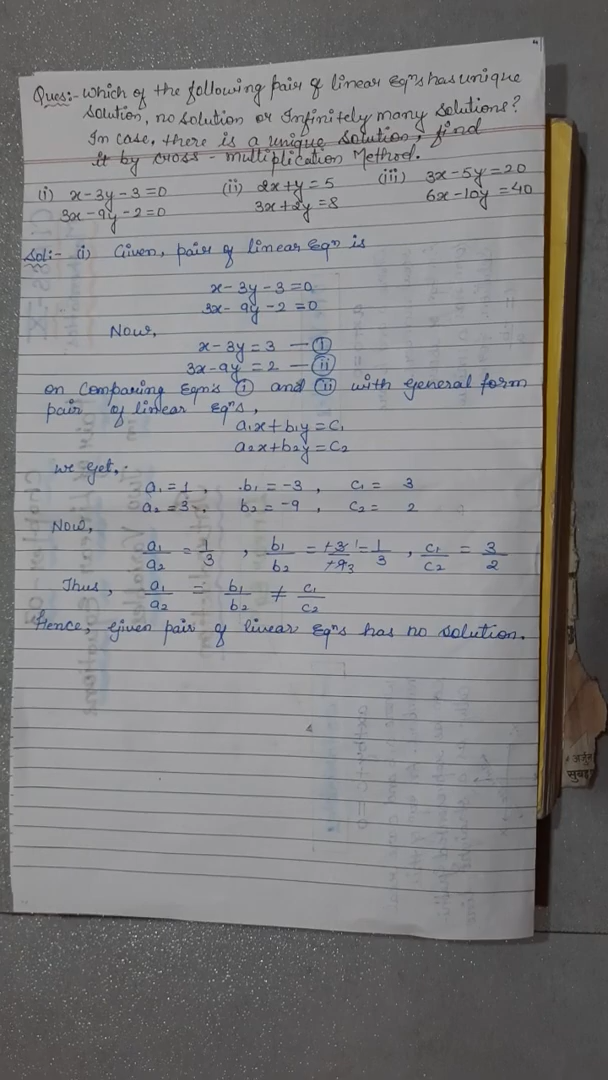 Ques:- Which of the following pair of linear Eqⁿs has unique
solution, no solution or Infinitely many solutions?
In case, there is a unique solution, find
it by cross-multiplication Method.
(i) x-3y-3=0 (ii) 2x+y=5 (iii) 3x-5y=20
3x-9y-2=0 3x+2y=8 6x-10y=40
Sol:- (i) Given, pair of linear Eqⁿ is
x-3y-3=0
3x-9y-2=0
Now,
x-3y=3 —(i)
3x-9y=2 —(ii)
on comparing Eqn's (i) and (ii) with general form
pair of linear Eqⁿs,
a₁x+b₁y=c₁
a₂x+b₂y=c₂
we get,
a₁=1, b₁=-3, c₁= 3
a₂=3, b₂=-9, c₂= 2
Now,
a₁/a₂ = 1/3, b₁/b₂ = +3/+9 = 1/3, c₁/c₂ = 3/2
Thus, a₁/a₂ = b₁/b₂ ≠ c₁/c₂
Hence, given pair of linear Eqⁿs has no solution.